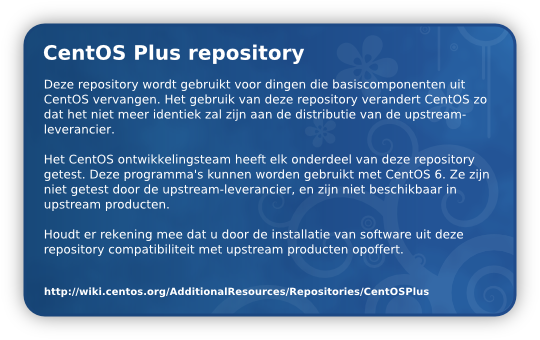 CentOS Plus repository
Deze repository wordt gebruikt voor dingen die basiscomponenten uit
CentOS vervangen. Het gebruik van deze repository verandert CentOS zo
dat het niet meer identiek zal zijn aan de distributie van de upstream-
leverancier.
Het CentOS ontwikkelingsteam heeft elk onderdeel van deze repository
getest. Deze programma's kunnen worden gebruikt met CentOS 6. Ze zijn
niet getest door de upstream-leverancier, en zijn niet beschikbaar in
upstream producten.
Houdt er rekening mee dat u door de installatie van software uit deze
repository compatibiliteit met upstream producten opoffert.
http://wiki.centos.org/AdditionalResources/Repositories/CentOSPlus